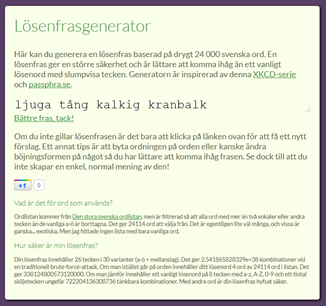 Lösenfrasgenerator
Här kan du generera en lösenfras baserad på drygt 24 000 svenska ord. En
lösenfras ger en större säkerhet och är lättare att komma ihåg än ett vanligt
lösenord med slumpvisa tecken. Generatorn är inspirerad av denna XKCD-serie
och passphra.se.
ljuga tång kalkig kranbalk
Bättre fras, tack!
Om du inte gillar lösenfrasen är det bara att klicka på länken ovan för att få ett nytt
förslag. Ett annat tips är att byta ordningen på orden eller kanske ändra
böjningsformen på något så du har lättare att komma ihåg frasen. Se dock till att du
inte skapar en enkel, normal mening av den!
+1 0
Vad är det för ord som används?
Ordlistan kommer från Den stora svenska ordlistan, men är filtrerad så att alla ord med mer än två vokaler eller andra
tecken än de vanliga a-ö är borttagna. Det ger 24114 ord att välja från. Det är egentligen lite väl många, och vissa är
ganska... exotiska. Men jag hittade ingen lista med bara vanliga ord.
Hur säker är min lösenfras?
Din lösenfras innehåller 26 tecken i 30 varianter (a-ö + mellanslag). Det ger 2,541865828329e+38 kombinationer vid
en traditionell brute-force-attack. Om man istället går på orden innehåller ditt lösenord 4 ord av 24114 ord i listan. Det
ger 338124800573120000. Om man jämför innehåller ett vanligt lösenord på 8 tecken med a-z, A-Z, 0-9 och ett tiotal
skiljetecken ungefär 722204136308736 tänkbara kombinationer. Med andra ord är din lösenfras hyfsat säker.